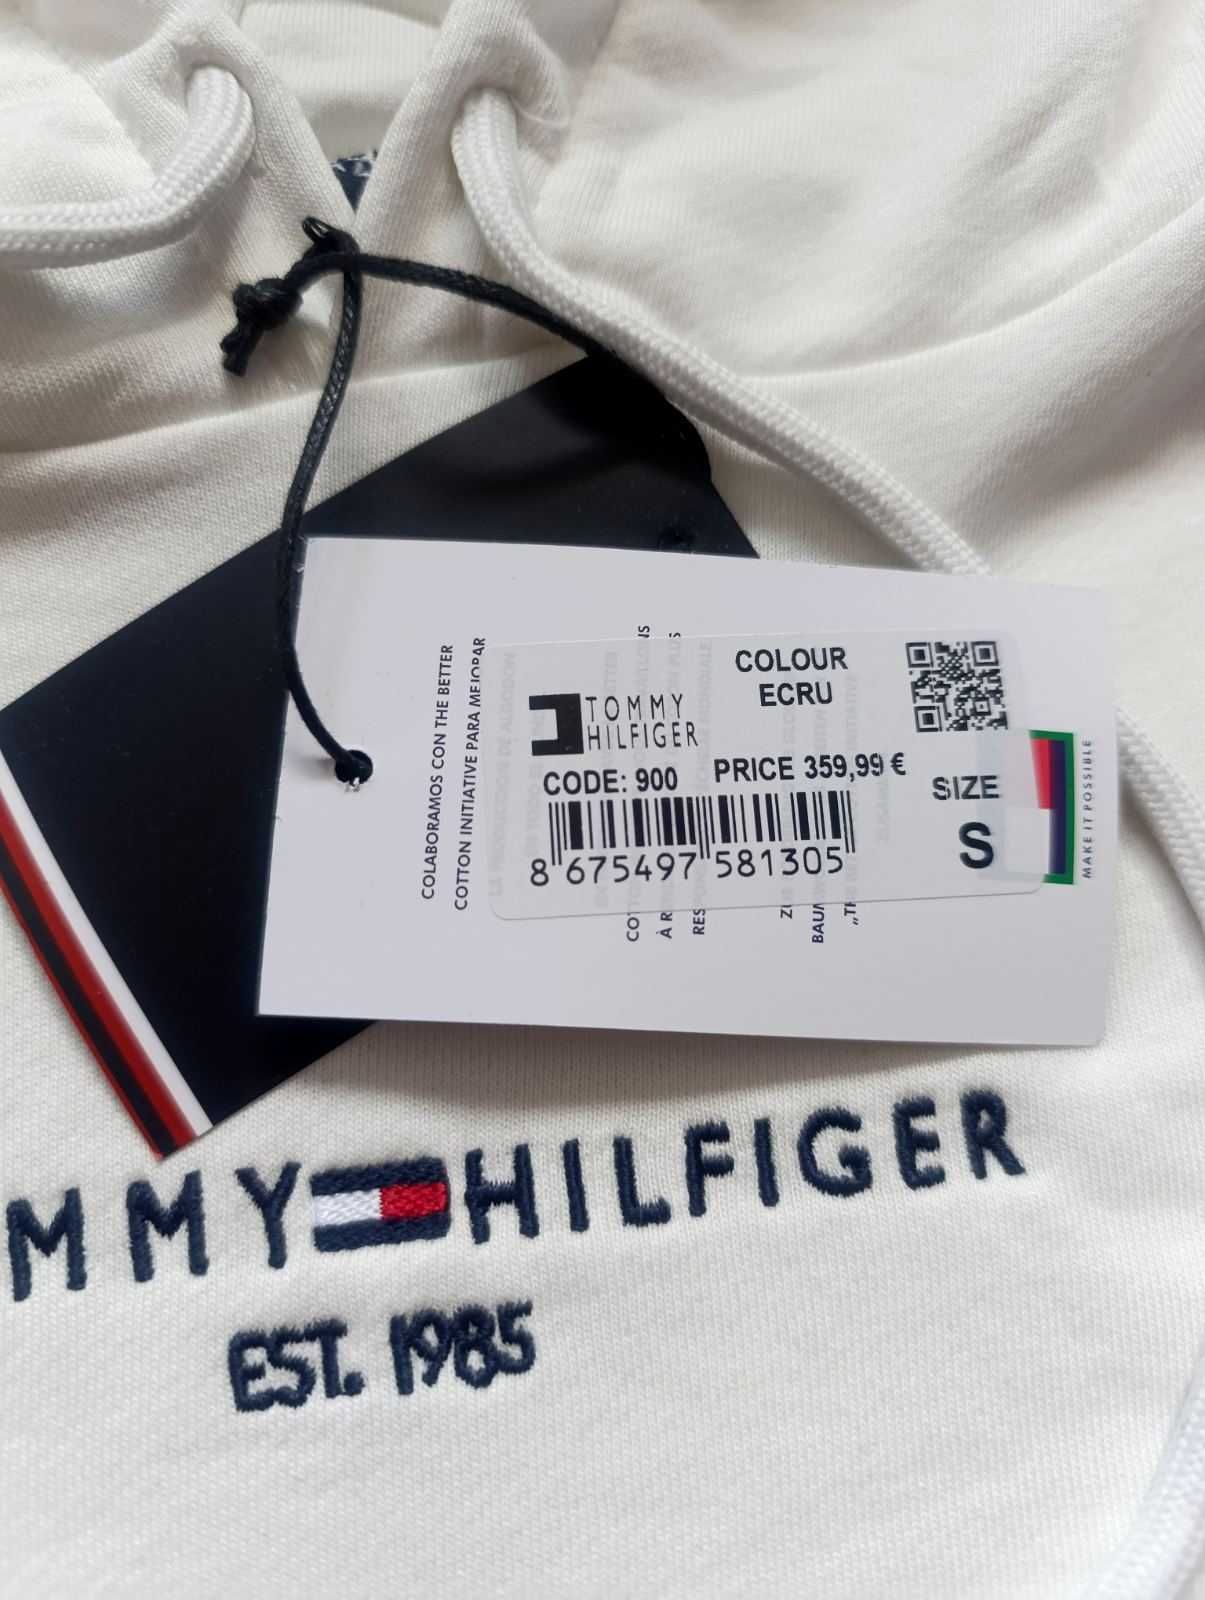 COLABORAMOS CON THE BETTER
COTTON INITIATIVE PARA MEJORAR
COLOUR
ECRU
TOMMY
HILFIGER
CODE: 900
PRICE 359,99 €
SIZE
S
8 675497 581305
MAKE IT POSSIBLE
MMY HILFIGER
EST. 1985